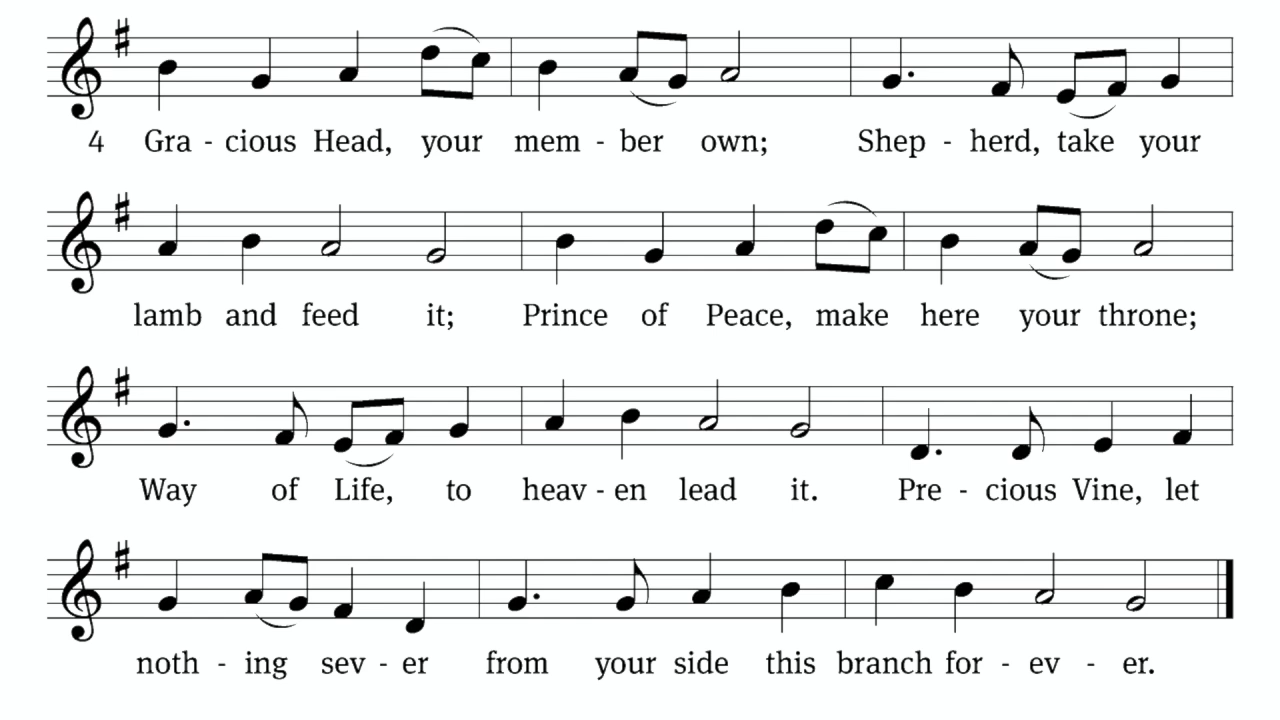 4 Gra - cious Head, your mem - ber own; Shep - herd, take your
lamb and feed it; Prince of Peace, make here your throne;
Way of Life, to heav - en lead it. Pre - cious Vine, let
noth - ing sev - er from your side this branch for - ev - er.